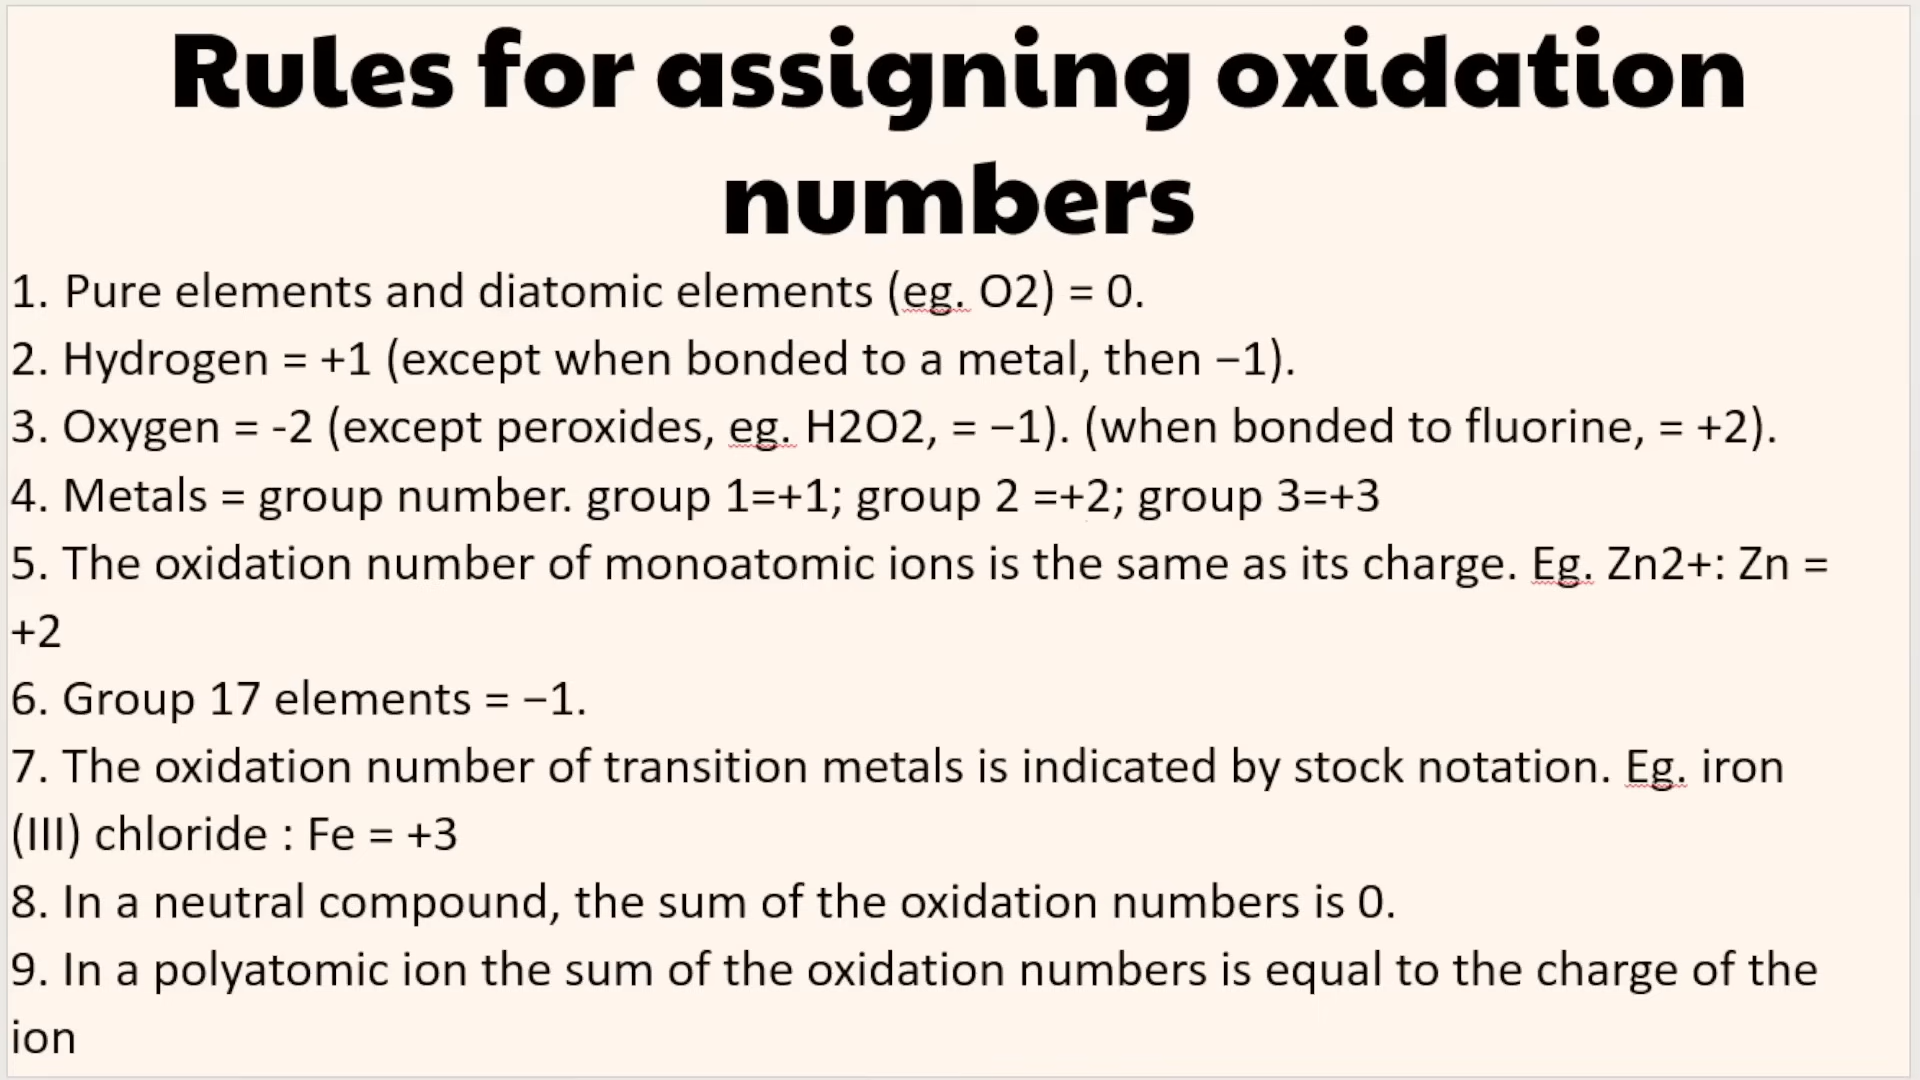 Rules for assigning oxidation
numbers
1. Pure elements and diatomic elements (eg. O2) = 0.
2. Hydrogen = +1 (except when bonded to a metal, then −1).
3. Oxygen = -2 (except peroxides, eg. H2O2, = −1). (when bonded to fluorine, = +2).
4. Metals = group number. group 1=+1; group 2 =+2; group 3=+3
5. The oxidation number of monoatomic ions is the same as its charge. Eg. Zn2+: Zn =
+2
6. Group 17 elements = −1.
7. The oxidation number of transition metals is indicated by stock notation. Eg. iron
(III) chloride : Fe = +3
8. In a neutral compound, the sum of the oxidation numbers is 0.
9. In a polyatomic ion the sum of the oxidation numbers is equal to the charge of the
ion